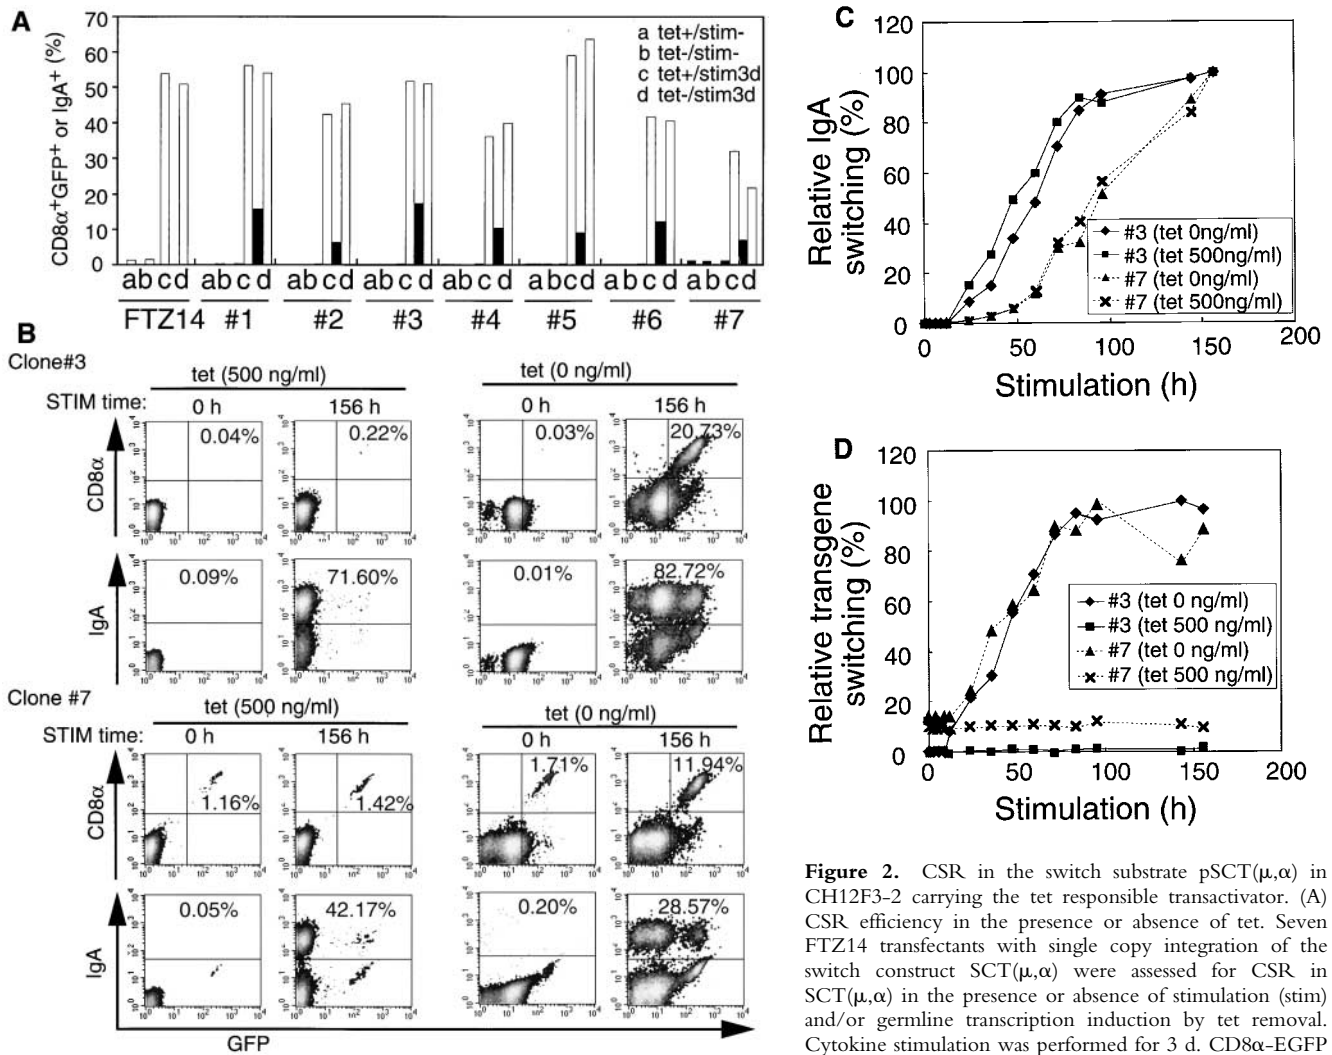 A
CD8α+GFP+ or IgA+ (%)
70
60
50
40
30
20
10
0
a tet+/stim-
b tet-/stim-
c tet+/stim3d
d tet-/stim3d
abcd abcd abcd abcd abcd abcd abcd abcd
FTZ14 #1 #2 #3 #4 #5 #6 #7
B
Clone#3
tet (500 ng/ml) tet (0 ng/ml)
STIM time: 0 h 156 h 0 h 156 h
CD8α
0.04% 0.22% 0.03% 20.73%
IgA
0.09% 71.60% 0.01% 82.72%
Clone #7
tet (500 ng/ml) tet (0 ng/ml)
STIM time: 0 h 156 h 0 h 156 h
CD8α
1.16% 1.42% 1.71% 11.94%
IgA
0.05% 42.17% 0.20% 28.57%
GFP
C
Relative IgA
switching (%)
120
100
80
60
40
20
0
0 50 100 150 200
Stimulation (h)
#3 (tet 0ng/ml)
#3 (tet 500ng/ml)
#7 (tet 0ng/ml)
#7 (tet 500ng/ml)
D
Relative transgene
switching (%)
120
100
80
60
40
20
0
0 50 100 150 200
Stimulation (h)
#3 (tet 0 ng/ml)
#3 (tet 500 ng/ml)
#7 (tet 0 ng/ml)
#7 (tet 500 ng/ml)
Figure 2. CSR in the switch substrate pSCT(μ,α) in
CH12F3-2 carrying the tet responsible transactivator. (A)
CSR efficiency in the presence or absence of tet. Seven
FTZ14 transfectants with single copy integration of the
switch construct SCT(μ,α) were assessed for CSR in
SCT(μ,α) in the presence or absence of stimulation (stim)
and/or germline transcription induction by tet removal.
Cytokine stimulation was performed for 3 d. CD8α-EGFP